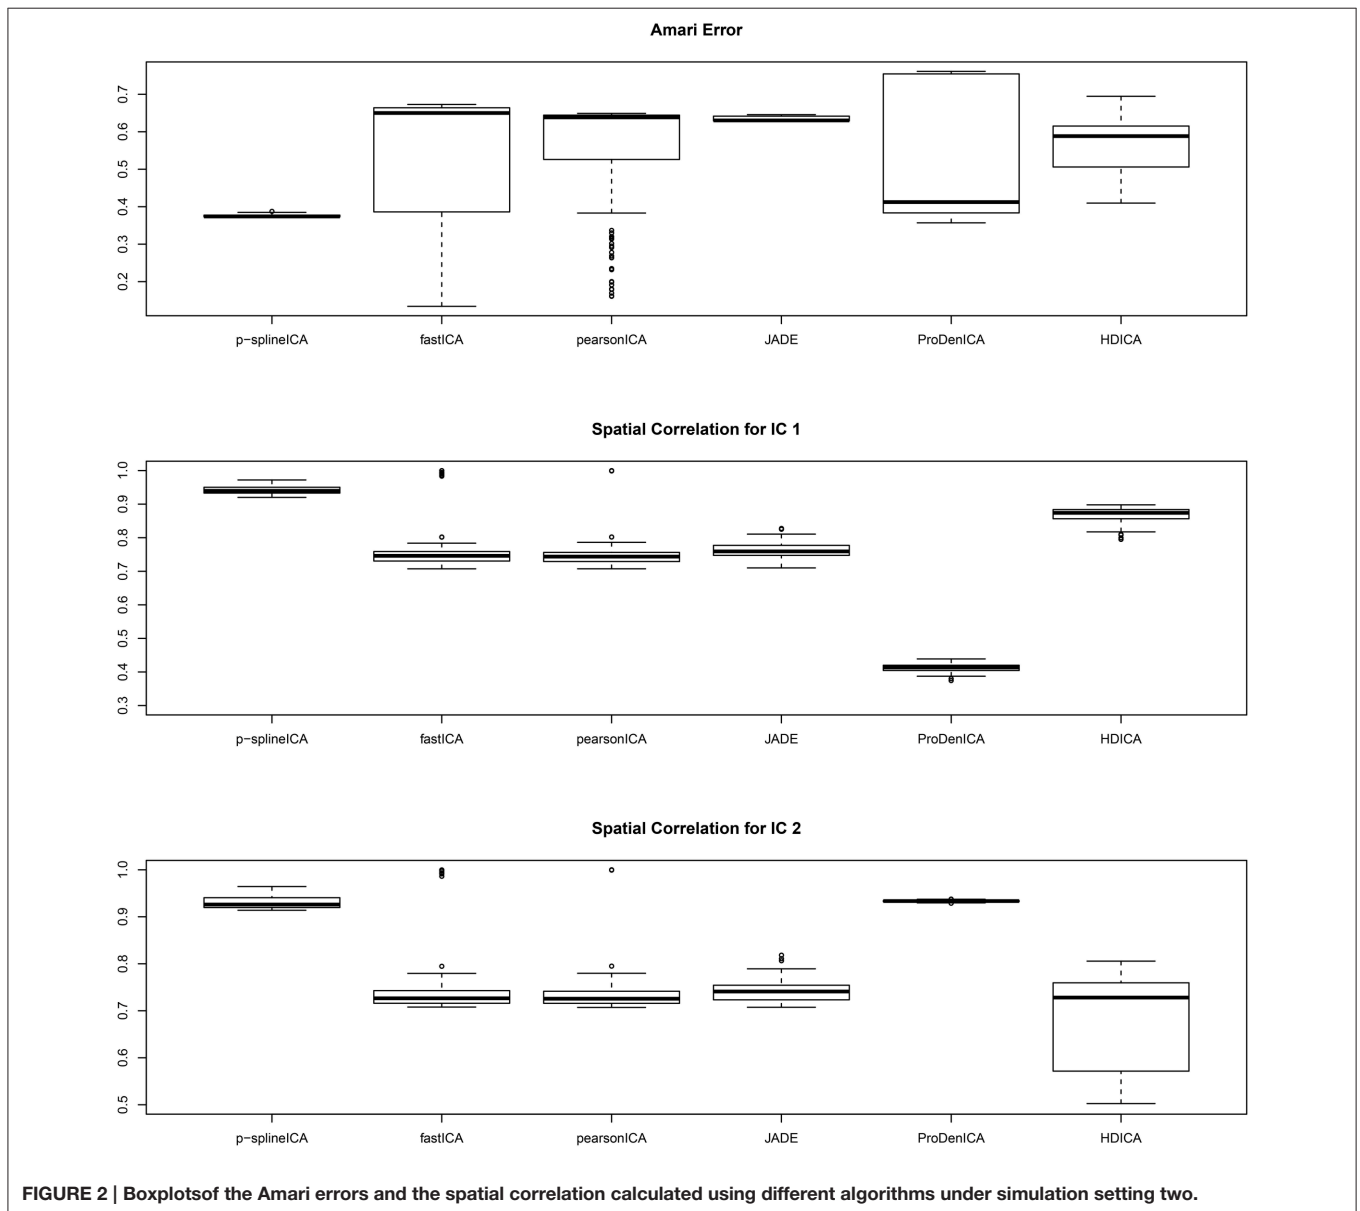 Amari Error
0.7
0.6
0.5
0.4
0.3
0.2
p-splineICA fastICA pearsonICA JADE ProDenICA HDICA
Spatial Correlation for IC 1
1.0
0.9
0.8
0.7
0.6
0.5
0.4
0.3
p-splineICA fastICA pearsonICA JADE ProDenICA HDICA
Spatial Correlation for IC 2
1.0
0.9
0.8
0.7
0.6
0.5
p-splineICA fastICA pearsonICA JADE ProDenICA HDICA
FIGURE 2 | Boxplotsof the Amari errors and the spatial correlation calculated using different algorithms under simulation setting two.